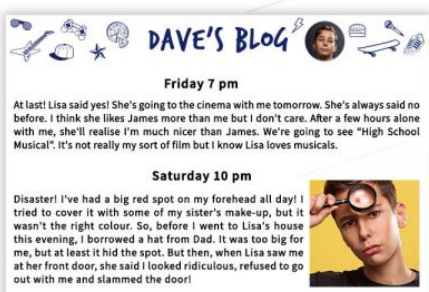 DAVE'S BLOG
Friday 7 pm
At last! Lisa said yes! She's going to the cinema with me tomorrow. She's always said no
before. I think she likes James more than me but I don't care. After a few hours alone
with me, she'll realise I'm much nicer than James. We're going to see "High School
Musical". It's not really my sort of film but I know Lisa loves musicals.
Saturday 10 pm
Disaster! I've had a big red spot on my forehead all day! I
tried to cover it with some of my sister's make-up, but it
wasn't the right colour. So, before I went to Lisa's house
this evening, I borrowed a hat from Dad. It was too big for
me, but at least it hid the spot. But then, when Lisa saw me
at her front door, she said I looked ridiculous, refused to go
out with me and slammed the door!